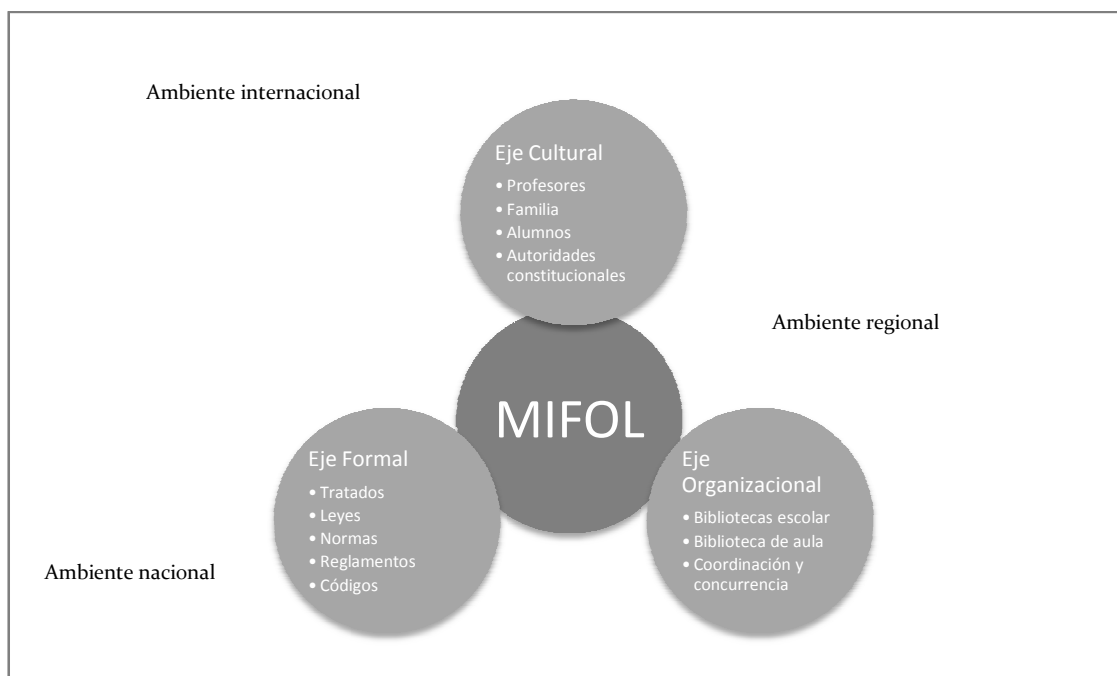 Ambiente internacional
Eje Cultural
• Profesores
• Familia
• Alumnos
• Autoridades
constitucionales
Ambiente regional
MIFOL
Eje Formal
• Tratados
• Leyes
• Normas
• Reglamentos
• Códigos
Eje
Organizacional
• Bibliotecas escolar
• Biblioteca de aula
• Coordinación y
concurrencia
Ambiente nacional